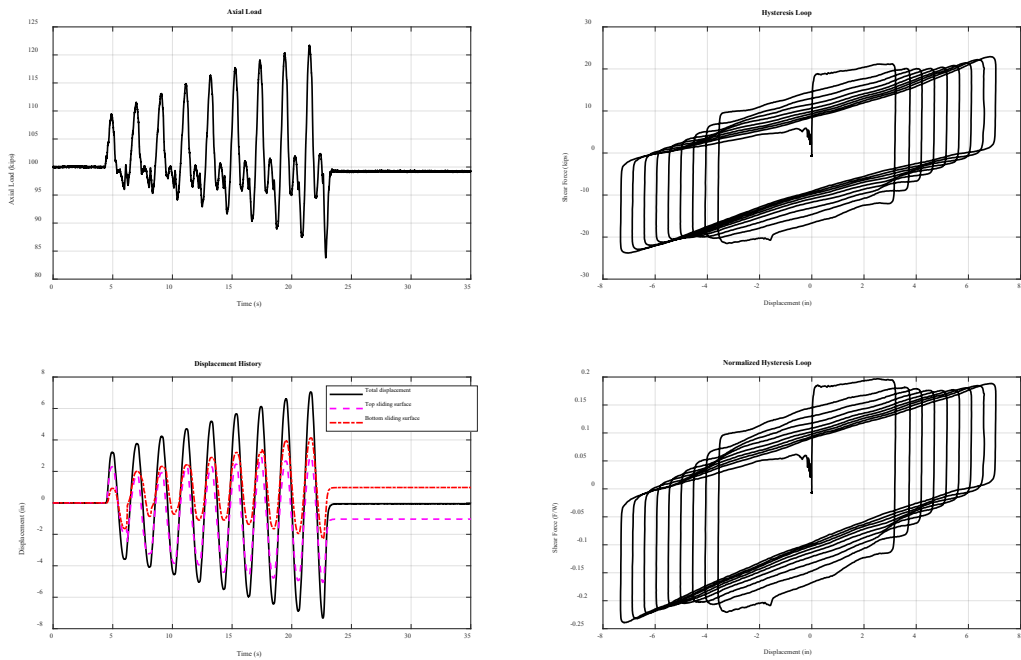 Axial Load
125
120
115
110
105
100
95
90
85
80
Axial Load (kips)
0 5 10 15 20 25 30 35
Time (s)
Hysteresis Loop
30
20
10
0
-10
-20
-30
Shear Force (kips)
-8 -6 -4 -2 0 2 4 6 8
Displacement (in)
Displacement History
8
6
4
2
0
-2
-4
-6
-8
Displacement (in)
Total displacement
Top sliding surface
Bottom sliding surface
0 5 10 15 20 25 30 35
Time (s)
Normalized Hysteresis Loop
0.2
0.15
0.1
0.05
0
-0.05
-0.1
-0.15
-0.2
-0.25
Shear Force (F/W)
-8 -6 -4 -2 0 2 4 6 8
Displacement (in)